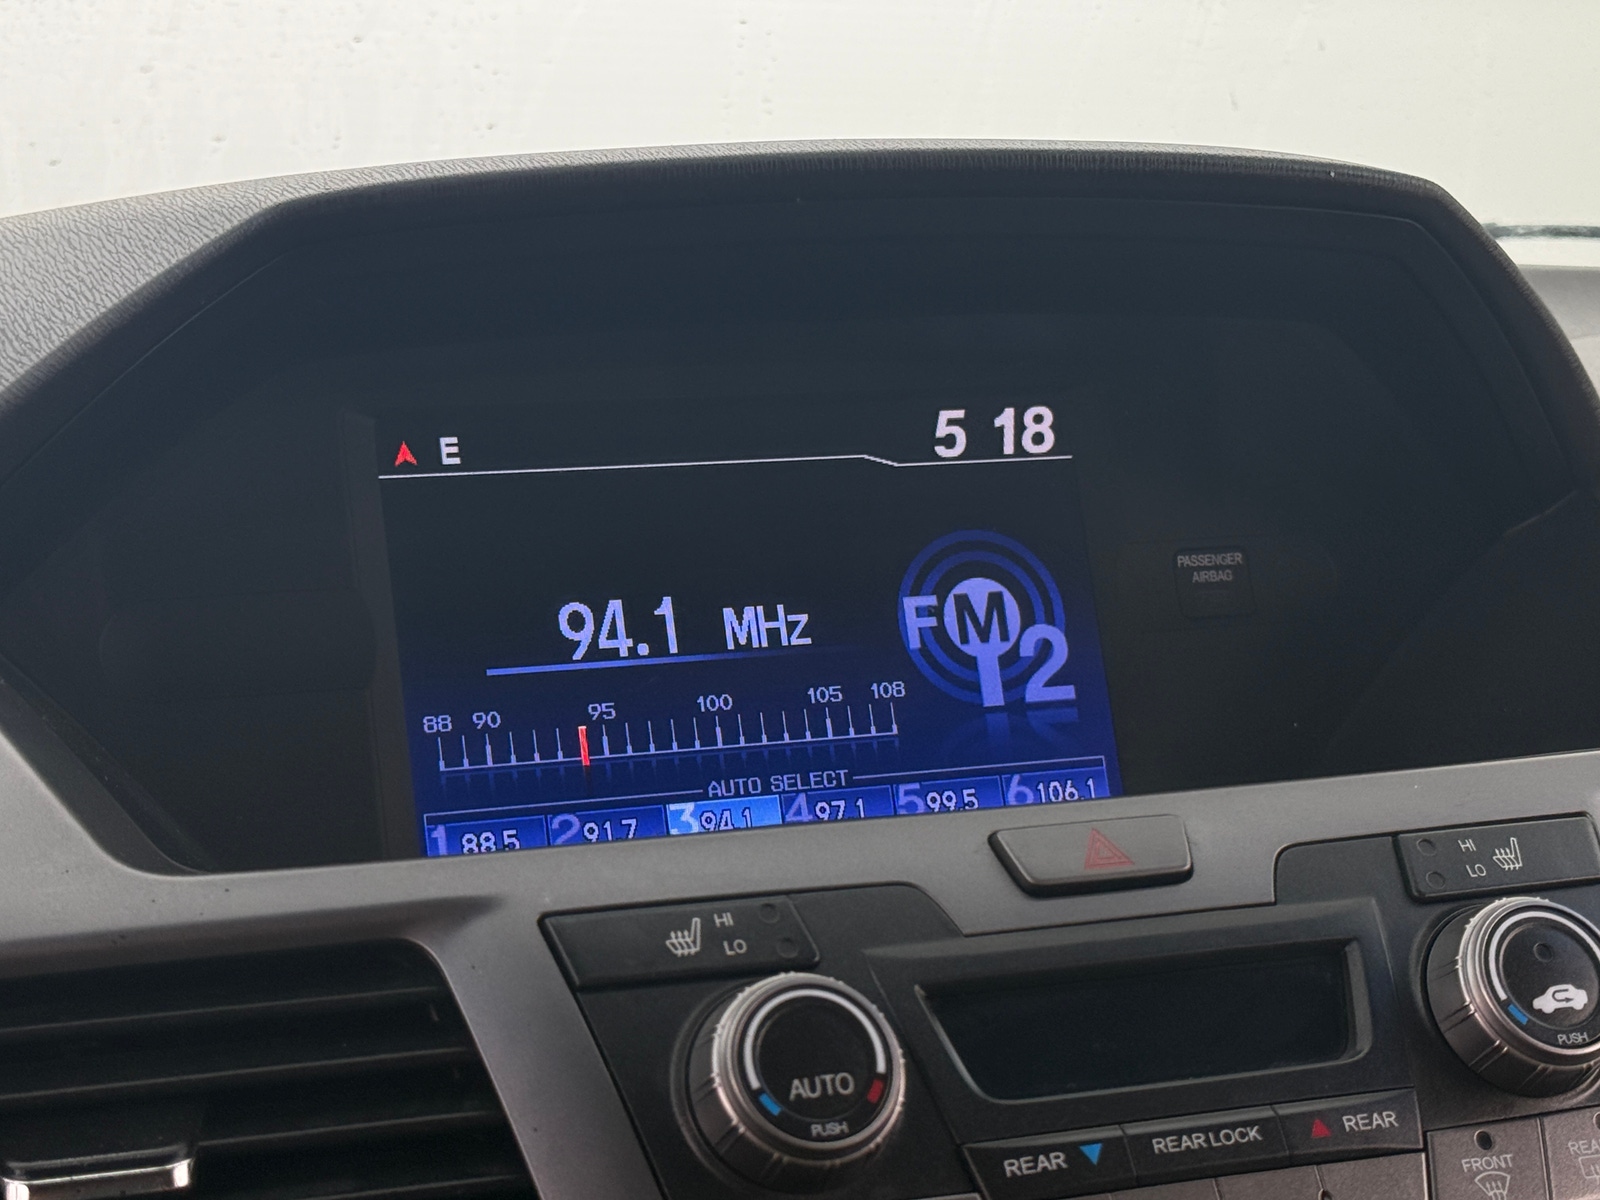 E 5 18
94.1 MHz
FM 2
88 90 95 100 105 108
AUTO SELECT
1 88.5 2 91.7 3 94.1 4 97.1 5 99.5 6 106.1
PASSENGER
AIRBAG
HI
LO
HI
LO
AUTO
PUSH
PUSH
REAR REAR LOCK REAR
FRONT